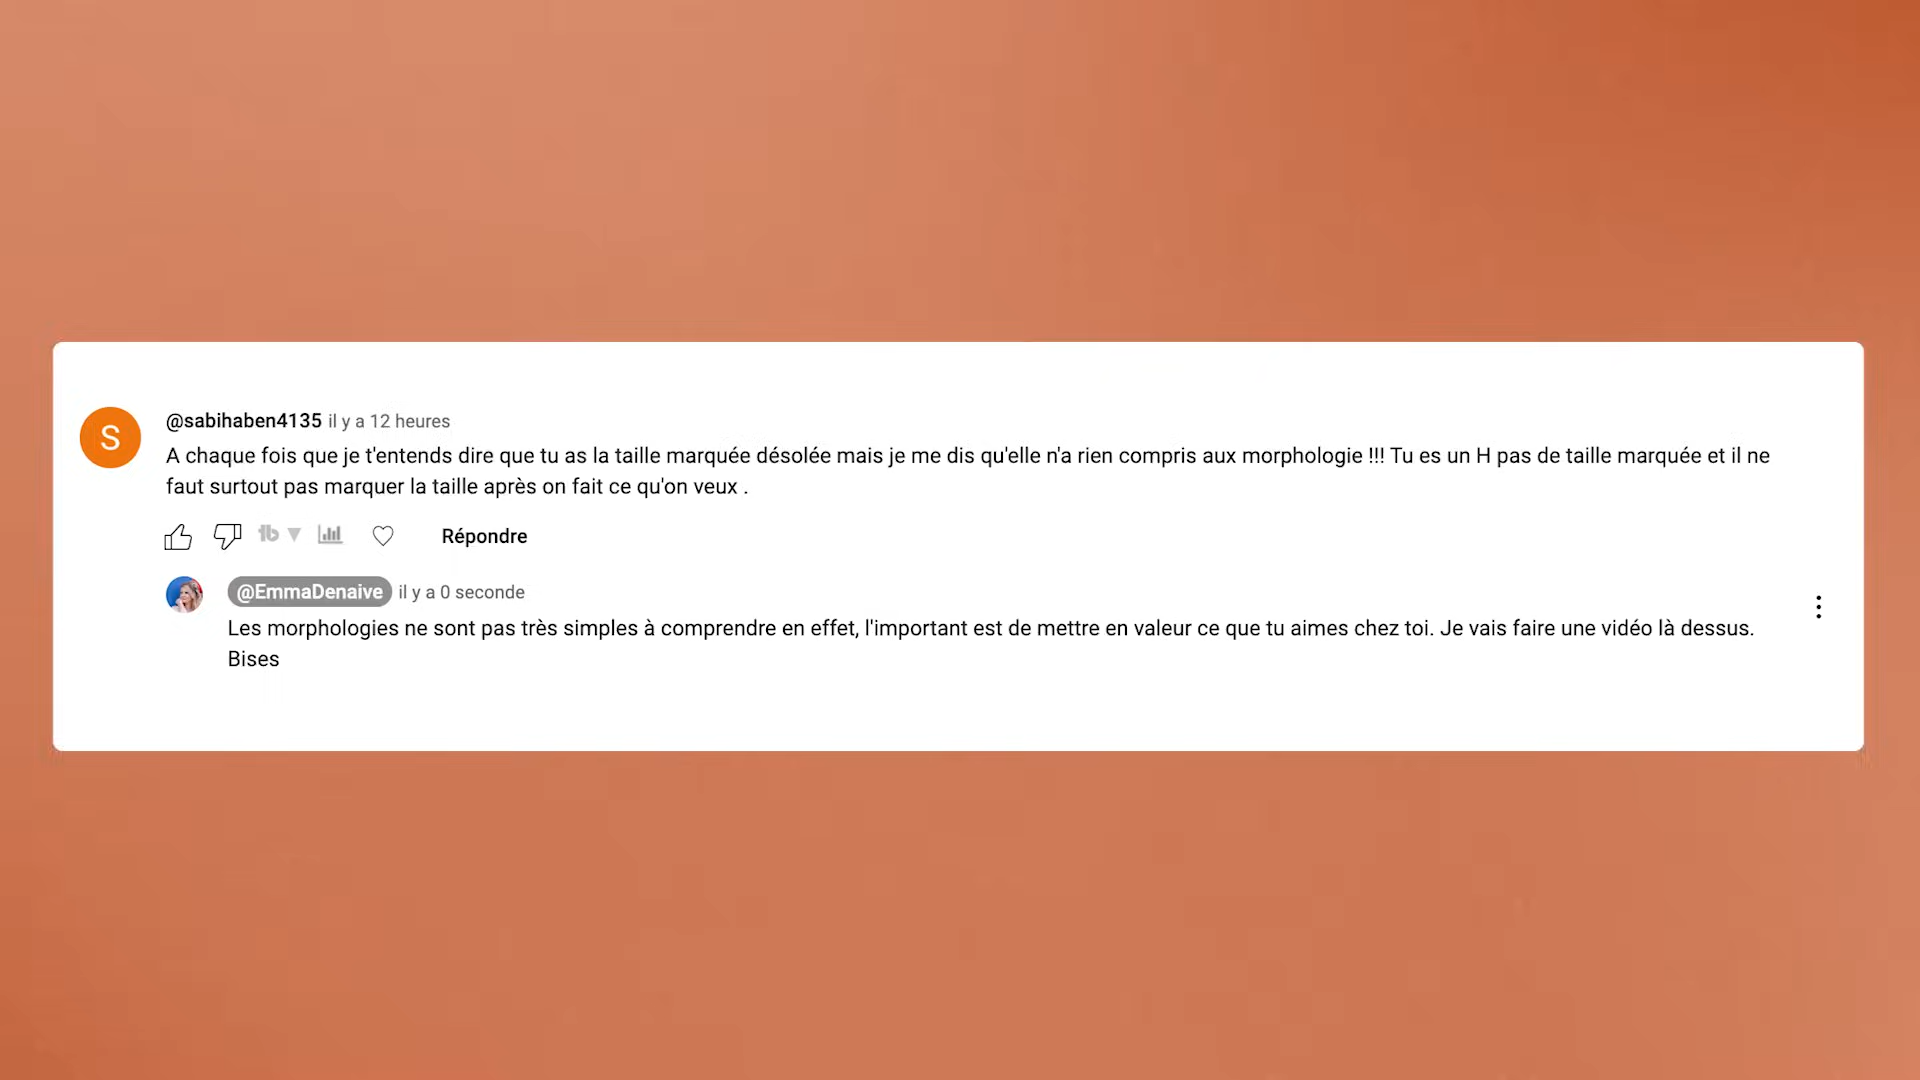 S
@sabihaben4135 il y a 12 heures
A chaque fois que je t'entends dire que tu as la taille marquée désolée mais je me dis qu'elle n'a rien compris aux morphologie !!! Tu es un H pas de taille marquée et il ne
faut surtout pas marquer la taille après on fait ce qu'on veux .
tb
Répondre
@EmmaDenaive il y a 0 seconde
Les morphologies ne sont pas très simples à comprendre en effet, l'important est de mettre en valeur ce que tu aimes chez toi. Je vais faire une vidéo là dessus.
Bises